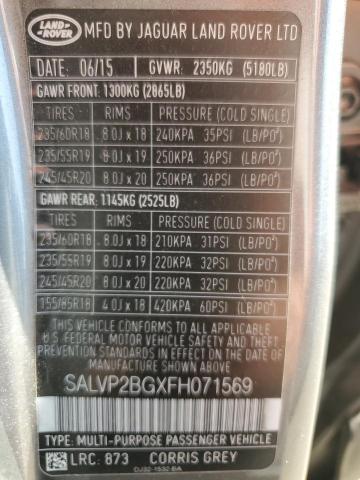 LAND ROVER
MFD BY JAGUAR LAND ROVER LTD
DATE: 06/15 GVWR: 2350KG (5180LB)
GAWR FRONT: 1300KG (2865LB)
TIRES RIMS PRESSURE (COLD SINGLE)
235/60R18 8.0J x 18 240KPA 35PSI (LB/PO²)
235/55R19 8.0J x 19 250KPA 36PSI (LB/PO²)
245/45R20 8.0J x 20 250KPA 36PSI (LB/PO²)
GAWR REAR: 1145KG (2525LB)
TIRES RIMS PRESSURE (COLD SINGLE)
235/60R18 8.0J x 18 210KPA 31PSI (LB/PO²)
235/55R19 8.0J x 19 220KPA 32PSI (LB/PO²)
245/45R20 8.0J x 20 220KPA 32PSI (LB/PO²)
155/85R18 4.0J x 18 420KPA 60PSI (LB/PO²)
THIS VEHICLE CONFORMS TO ALL APPLICABLE
U.S. FEDERAL MOTOR VEHICLE SAFETY STANDARDS
IN EFFECT ON THE DATE OF MANUFACTURE SHOWN ABOVE
SALVP2BGXFH071569
TYPE: MULTI-PURPOSE PASSENGER VEHICLE
LRC: 873 CORRIS GREY
DJ32-1532-BA